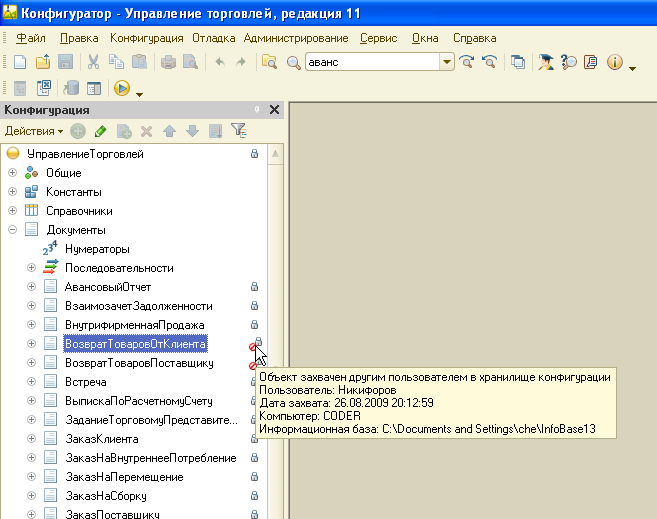 Конфигуратор - Управление торговлей, редакция 11
Файл Правка Конфигурация Отладка Администрирование Сервис Окна Справка
аванс
Конфигурация
Действия
УправлениеТорговлей
Общие
Константы
Справочники
Документы
Нумераторы
Последовательности
АвансовыйОтчет
ВзаимозачетЗадолженности
ВнутрифирменнаяПродажа
ВозвратТоваровОтКлиента
ВозвратТоваровПоставщику
Встреча
ВыпискаПоРасчетномуСчету
ЗаданиеТорговомуПредставите...
ЗаказКлиента
ЗаказНаВнутреннееПотребление
ЗаказНаПеремещение
ЗаказНаСборку
ЗаказПоставщику
Объект захвачен другим пользователем в хранилище конфигурации
Пользователь: Никифоров
Дата захвата: 26.08.2009 20:12:59
Компьютер: CODER
Информационная база: C:\Documents and Settings\che\InfoBase13